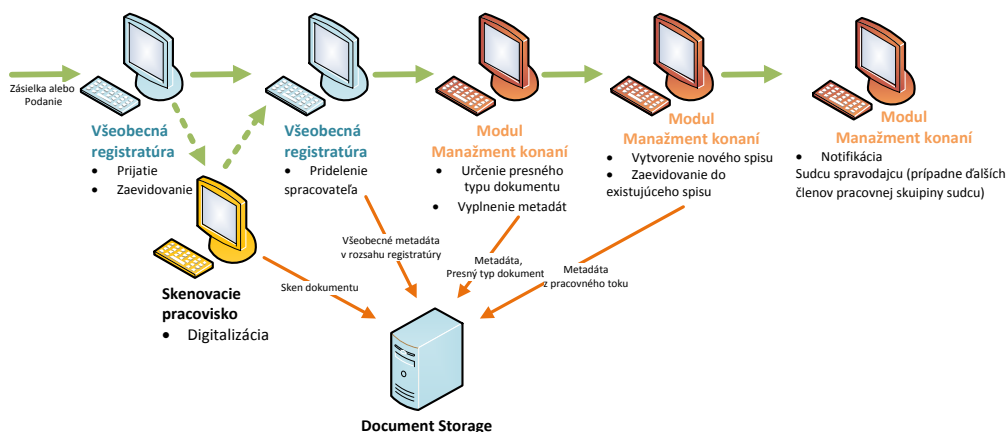 Zásielka alebo
Podanie
Všeobecná
registratúra
• Prijatie
• Zaevidovanie
Všeobecná
registratúra
• Pridelenie
spracovateľa
Modul
Manažment konaní
• Určenie presného
typu dokumentu
• Vyplnenie metadát
Modul
Manažment konaní
• Vytvorenie nového spisu
• Zaevidovanie do
existujúceho spisu
Modul
Manažment konaní
• Notifikácia
Sudcu spravodajcu (prípadne ďalších
členov pracovnej skuipiny sudcu)
Skenovacie
pracovisko
• Digitalizácia
Sken dokumentu
Všeobecné metadáta
v rozsahu registratúry
Metadáta,
Presný typ dokument
Metadáta
z pracovného toku
Document Storage